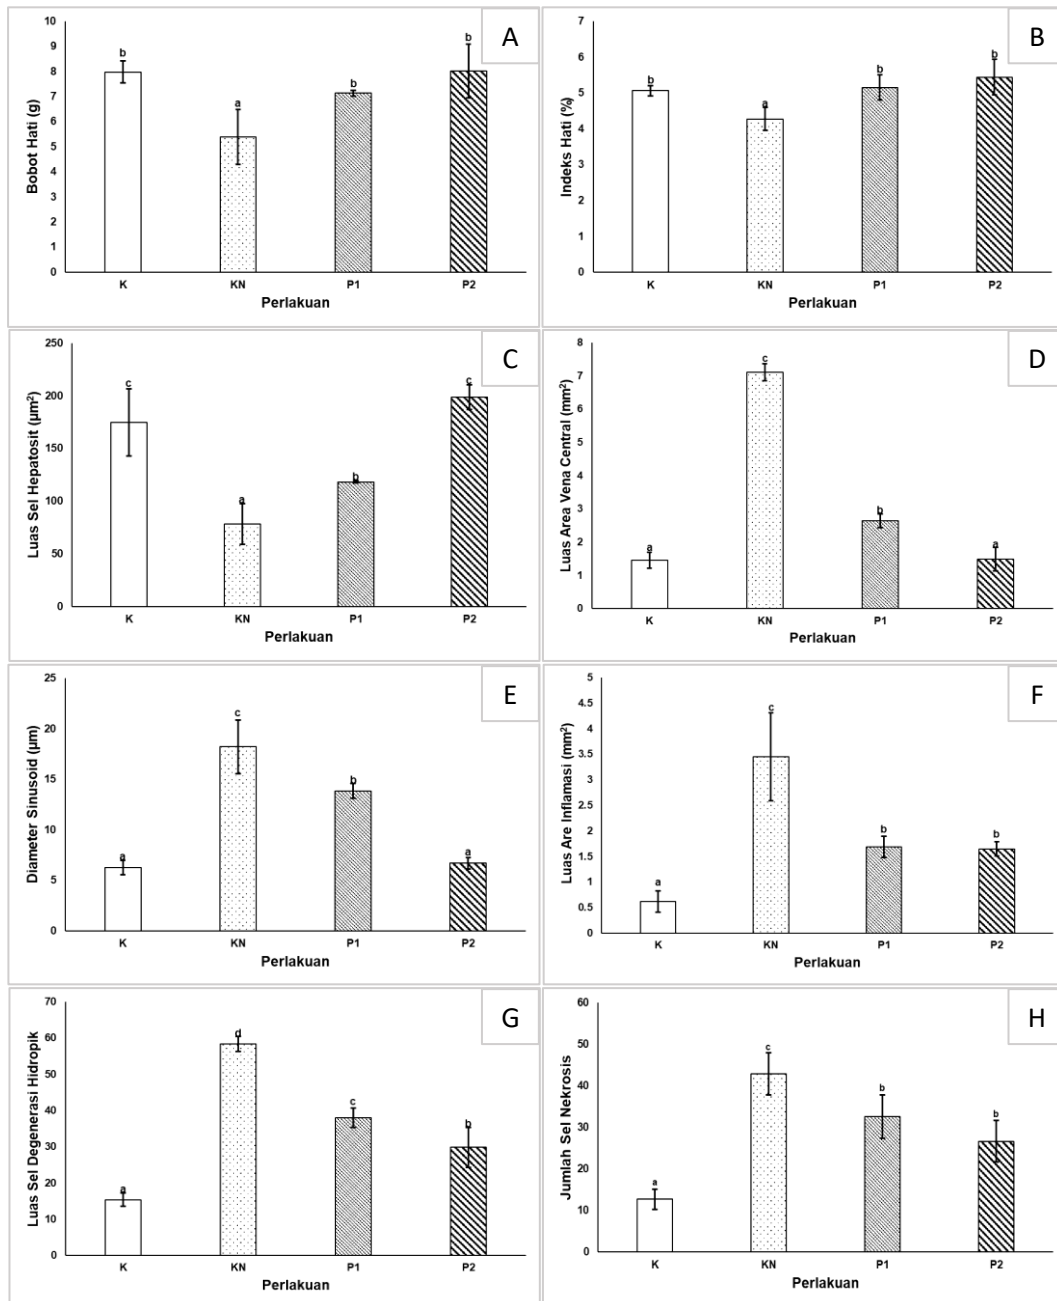 A
Bobot Hati (g)
10
9
8
7
6
5
4
3
2
1
0
b
a
b
b
K
KN
P1
P2
Perlakuan
B
Indeks Hati (%)
7
6
5
4
3
2
1
0
b
a
b
b
K
KN
P1
P2
Perlakuan
C
Luas Sel Hepatosit (µm²)
250
200
150
100
50
0
c
a
b
c
K
KN
P1
P2
Perlakuan
D
Luas Area Vena Central (mm²)
8
7
6
5
4
3
2
1
0
a
c
b
a
K
KN
P1
P2
Perlakuan
E
Diameter Sinusoid (µm)
25
20
15
10
5
0
a
c
b
a
K
KN
P1
P2
Perlakuan
F
Luas Are Inflamasi (mm²)
5
4.5
4
3.5
3
2.5
2
1.5
1
0.5
0
a
c
b
b
K
KN
P1
P2
Perlakuan
G
Luas Sel Degenerasi Hidropik
70
60
50
40
30
20
10
0
a
d
c
b
K
KN
P1
P2
Perlakuan
H
Jumlah Sel Nekrosis
60
50
40
30
20
10
0
a
c
b
b
K
KN
P1
P2
Perlakuan